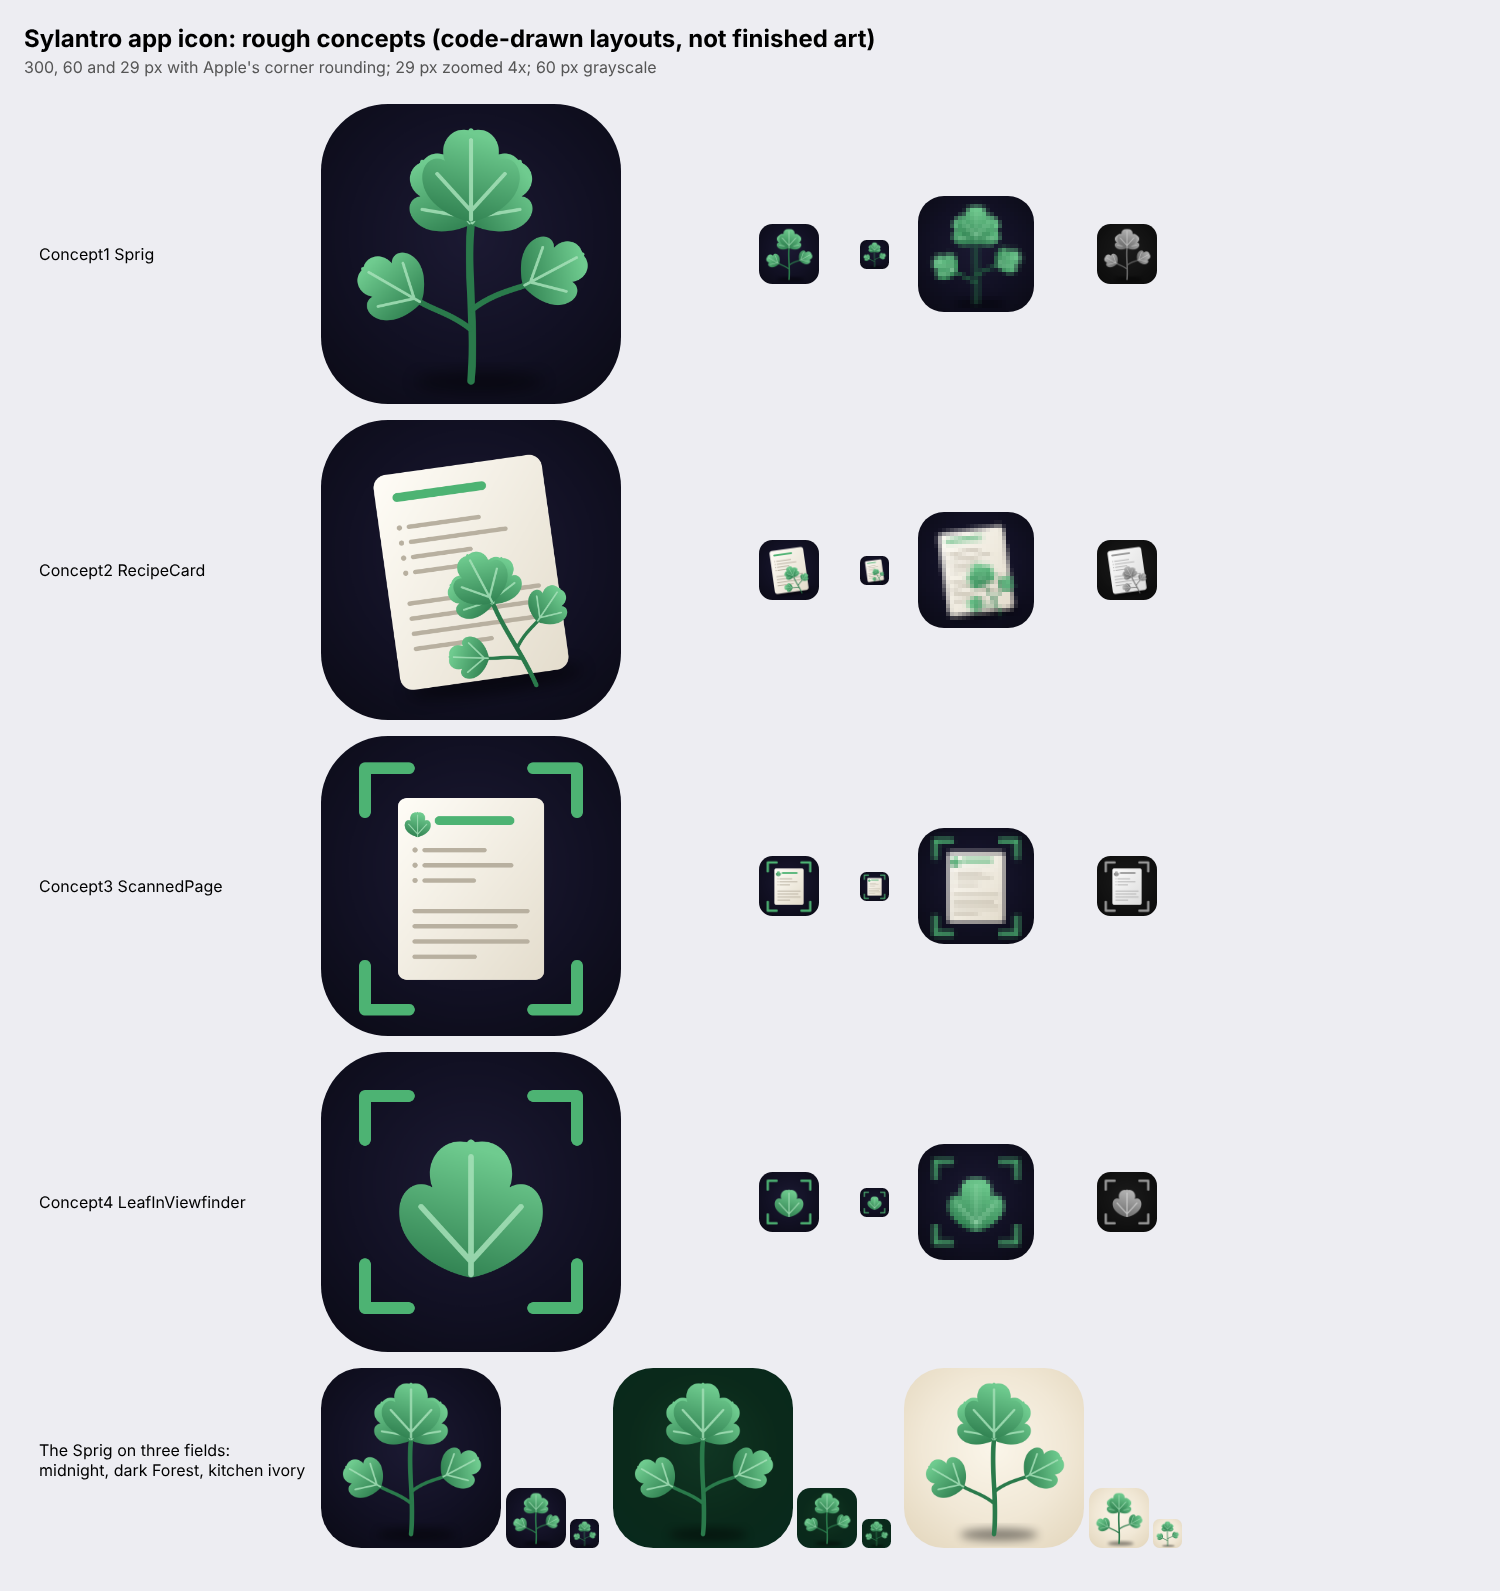 Sylantro app icon: rough concepts (code-drawn layouts, not finished art)
300, 60 and 29 px with Apple's corner rounding; 29 px zoomed 4x; 60 px grayscale
Concept1 Sprig
Concept2 RecipeCard
Concept3 ScannedPage
Concept4 LeafInViewfinder
The Sprig on three fields:
midnight, dark Forest, kitchen ivory